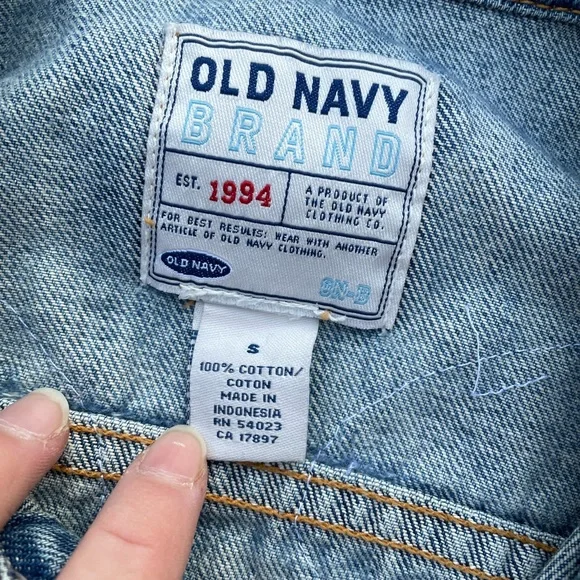 OLD NAVY
BRAND
EST. 1994
A PRODUCT OF
THE OLD NAVY
CLOTHING CO.
FOR BEST RESULTS: WEAR WITH ANOTHER
ARTICLE OF OLD NAVY CLOTHING.
OLD NAVY
SN-B
S
100% COTTON/
COTON
MADE IN
INDONESIA
RN 54023
CA 17897